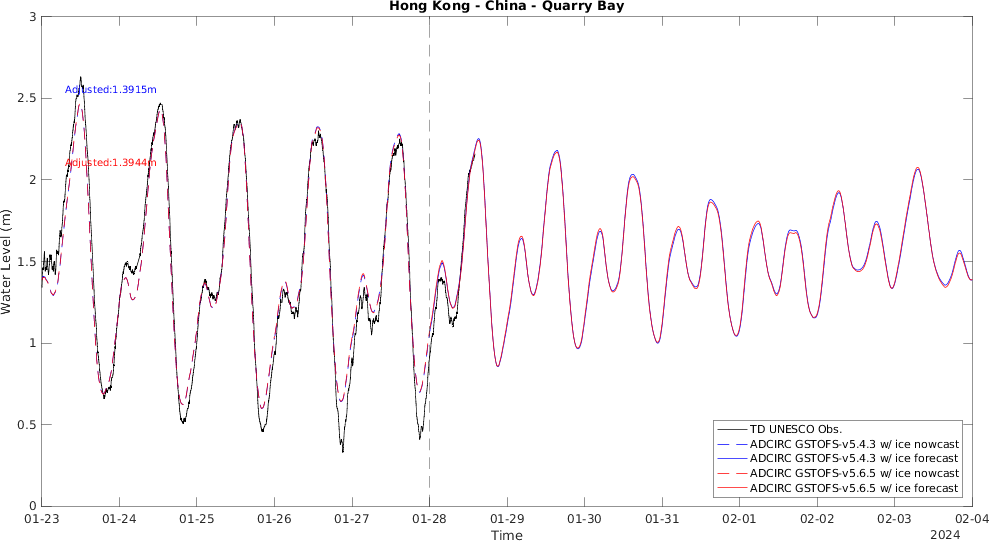 Hong Kong - China - Quarry Bay
3
2.5
2
1.5
1
0.5
0
Water Level (m)
Adjusted:1.3915m
Adjusted:1.3944m
TD UNESCO Obs.
ADCIRC GSTOFS-v5.4.3 w/ ice nowcast
ADCIRC GSTOFS-v5.4.3 w/ ice forecast
ADCIRC GSTOFS-v5.6.5 w/ ice nowcast
ADCIRC GSTOFS-v5.6.5 w/ ice forecast
01-23 01-24 01-25 01-26 01-27 01-28 01-29 01-30 01-31 02-01 02-02 02-03 02-04
Time
2024